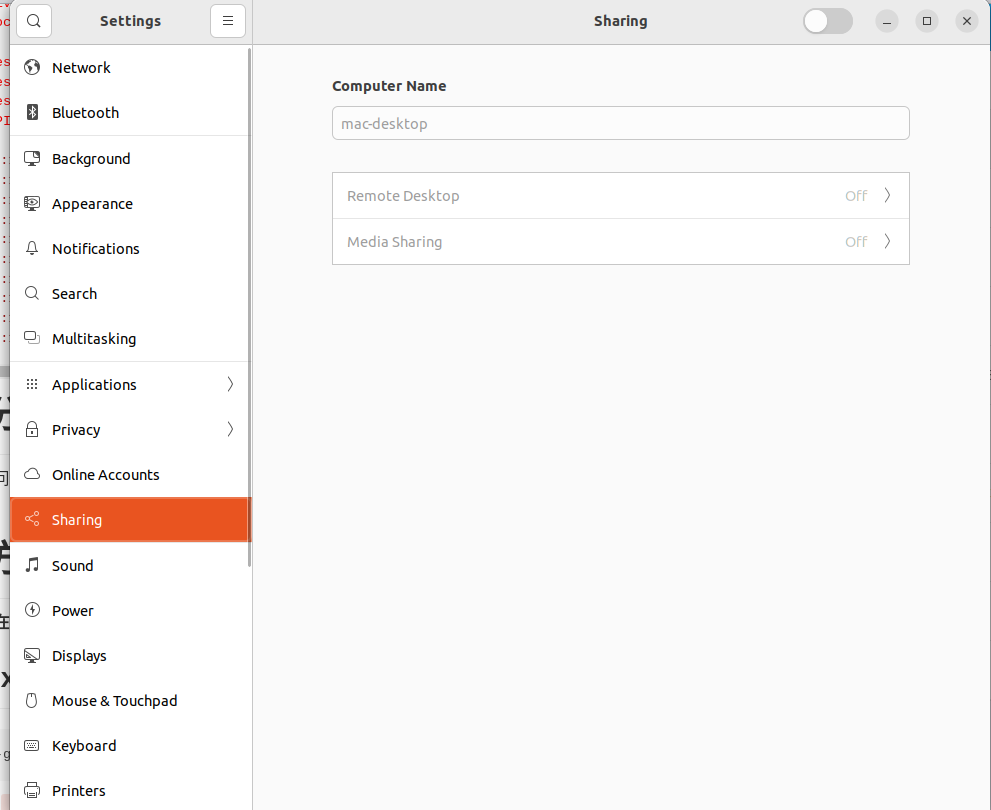 Settings
Sharing
Network
Bluetooth
Background
Appearance
Notifications
Search
Multitasking
Applications
Privacy
Online Accounts
Sharing
Sound
Power
Displays
Mouse & Touchpad
Keyboard
Printers
Computer Name
mac-desktop
Remote Desktop Off
Media Sharing Off